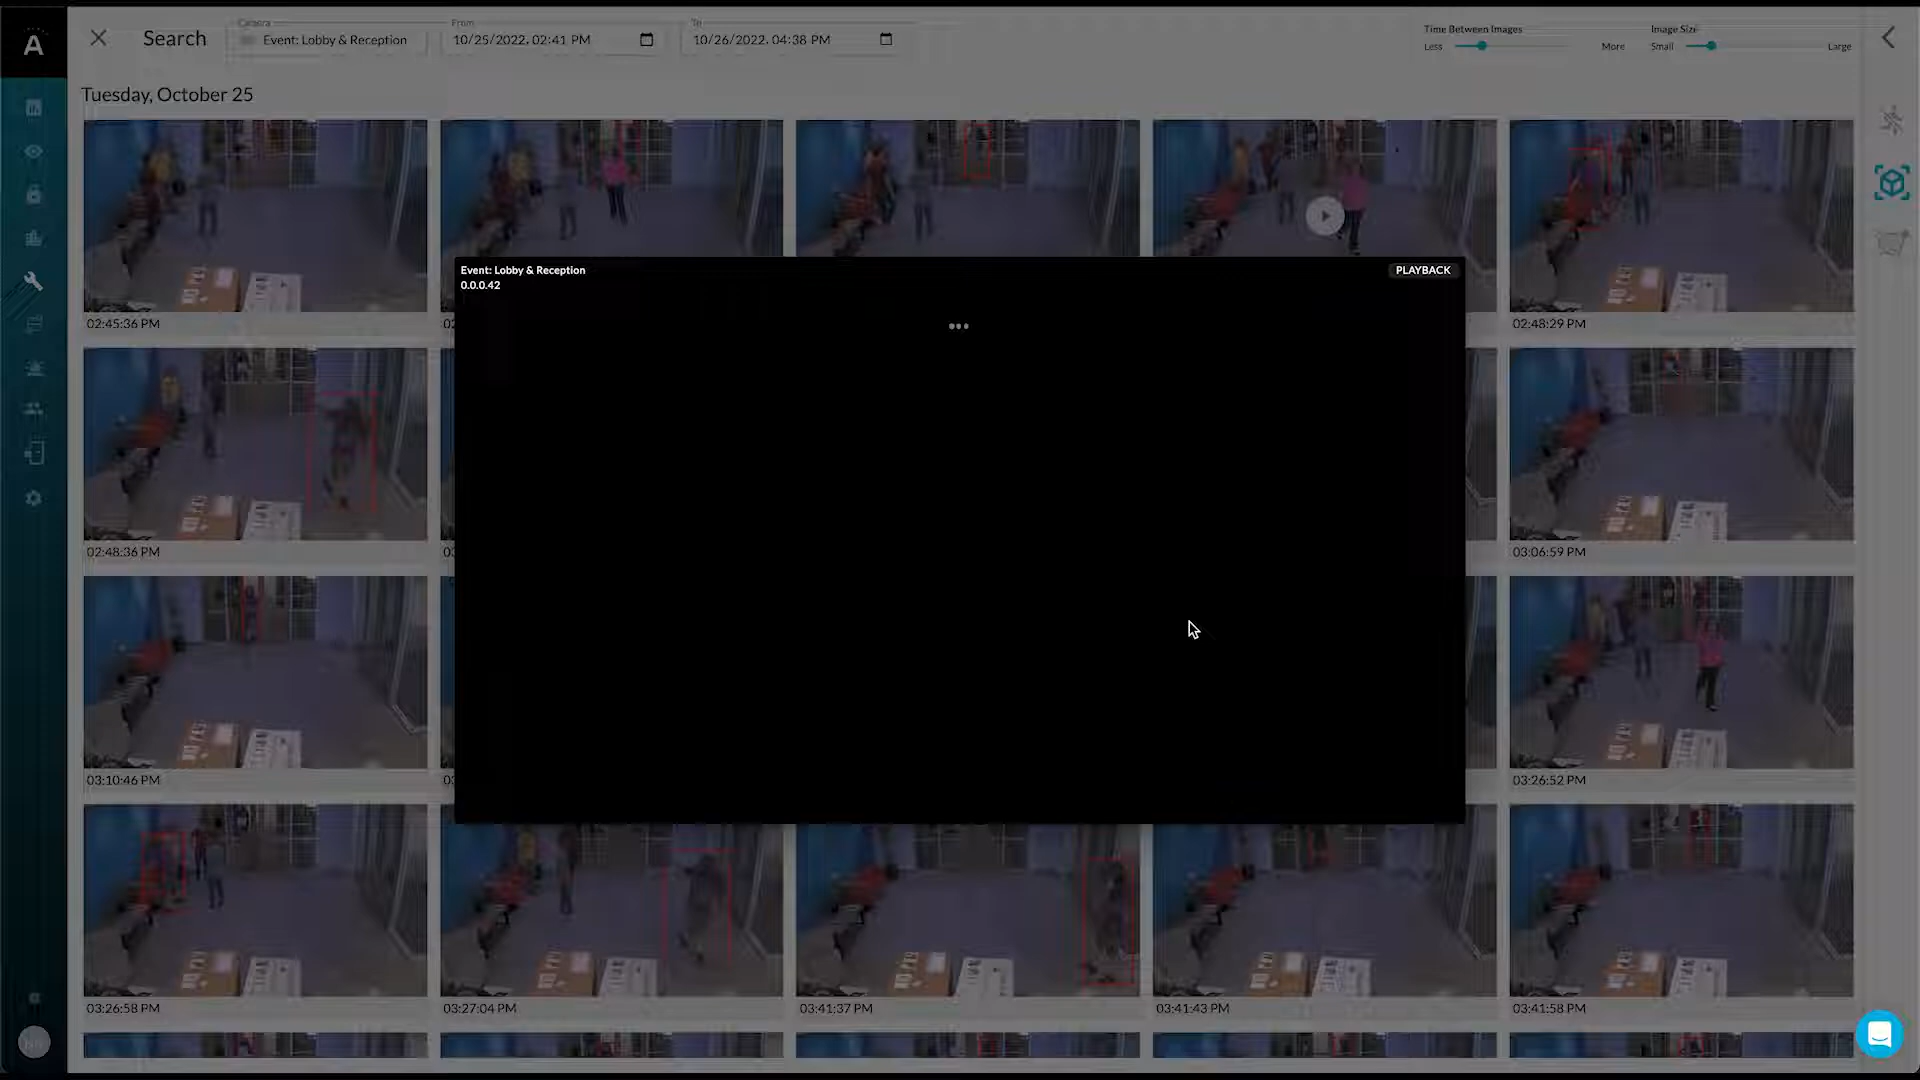 A
Search
Camera
Event: Lobby & Reception
From
10/25/2022, 02:41 PM
To
10/26/2022, 04:38 PM
Time Between Images
Less
More
Image Size
Small
Large
Tuesday, October 25
02:45:36 PM
02:48:29 PM
Event: Lobby & Reception
0.0.0.42
PLAYBACK
02:48:36 PM
03:06:59 PM
03:10:46 PM
03:26:52 PM
03:26:58 PM
03:27:04 PM
03:41:37 PM
03:41:43 PM
03:41:58 PM